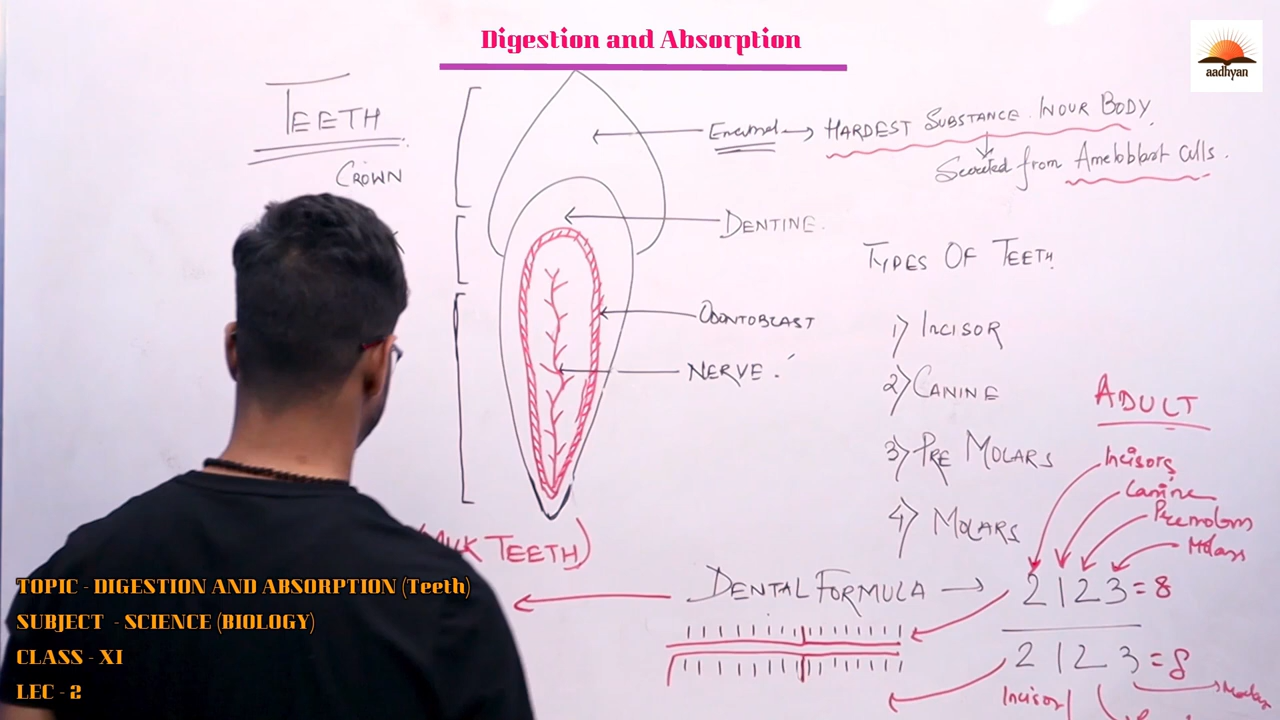 Digestion and Absorption
aadhyan
TEETH
CROWN
Enamel → HARDEST SUBSTANCE IN OUR BODY.
Secreted from Ameloblast cells.
DENTINE.
TYPES OF TEETH
ODONTOBLAST
NERVE.
1) INCISOR
2) CANINE
3) PRE MOLARS
4) MOLARS
ADULT
Incisors
Canine
Premolars
Molars
TEETH)
DENTAL FORMULA → 2 1 2 3 = 8
2 1 2 3 = 8
Incisor
TOPIC - DIGESTION AND ABSORPTION (Teeth)
SUBJECT - SCIENCE (BIOLOGY)
CLASS - XI
LEC - 2